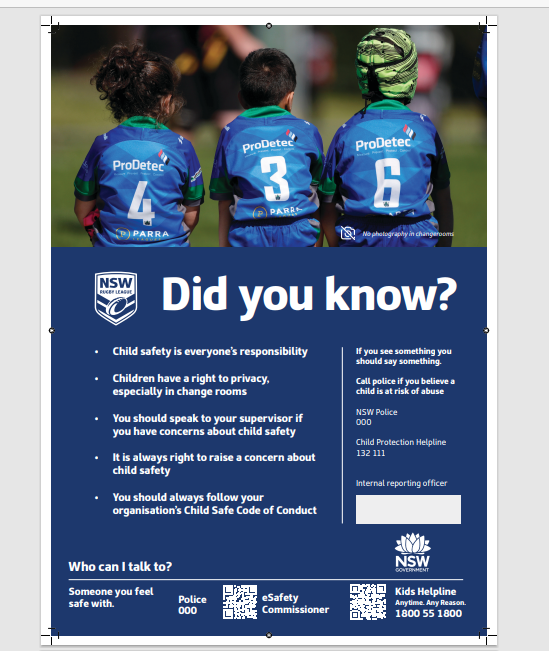 ProDetec
4
PARRA
ProDetec
3
PARRA
ProDetec
6
No photography in changerooms
NSW
RUGBY LEAGUE
Did you know?
• Child safety is everyone's responsibility
• Children have a right to privacy,
especially in change rooms
• You should speak to your supervisor if
you have concerns about child safety
• It is always right to raise a concern about
child safety
• You should always follow your
organisation's Child Safe Code of Conduct
If you see something you
should say something.
Call police if you believe a
child is at risk of abuse
NSW Police
000
Child Protection Helpline
132 111
Internal reporting officer
NSW
GOVERNMENT
Who can I talk to?
Someone you feel
safe with.
Police
000
eSafety
Commissioner
Kids Helpline
Anytime. Any Reason.
1800 55 1800